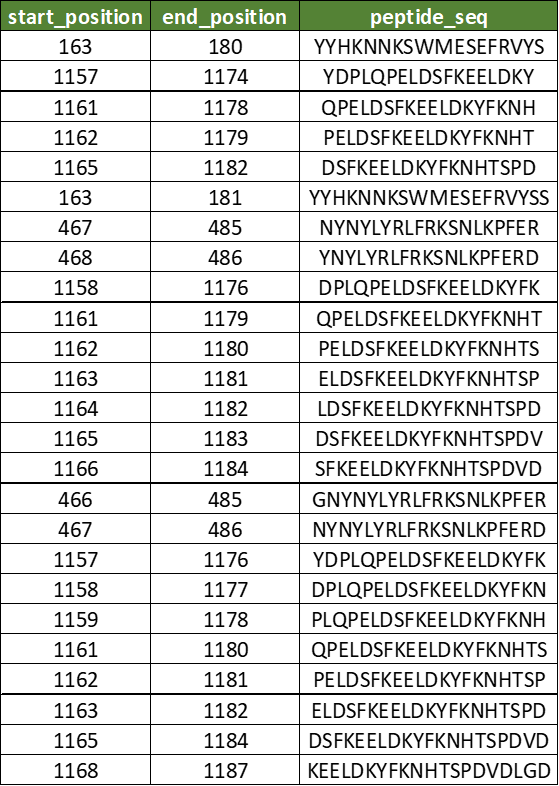 start_position end_position peptide_seq
163 180 YYHKNNKSWMESEFRVYS
1157 1174 YDPLQPELDSFKEELDKY
1161 1178 QPELDSFKEELDKYFKNH
1162 1179 PELDSFKEELDKYFKNHT
1165 1182 DSFKEELDKYFKNHTSPD
163 181 YYHKNNKSWMESEFRVYSS
467 485 NYNYLYRLFRKSNLKPFER
468 486 YNYLYRLFRKSNLKPFERD
1158 1176 DPLQPELDSFKEELDKYFK
1161 1179 QPELDSFKEELDKYFKNHT
1162 1180 PELDSFKEELDKYFKNHTS
1163 1181 ELDSFKEELDKYFKNHTSP
1164 1182 LDSFKEELDKYFKNHTSPD
1165 1183 DSFKEELDKYFKNHTSPDV
1166 1184 SFKEELDKYFKNHTSPDVD
466 485 GNYNYLYRLFRKSNLKPFER
467 486 NYNYLYRLFRKSNLKPFERD
1157 1176 YDPLQPELDSFKEELDKYFK
1158 1177 DPLQPELDSFKEELDKYFKN
1159 1178 PLQPELDSFKEELDKYFKNH
1161 1180 QPELDSFKEELDKYFKNHTS
1162 1181 PELDSFKEELDKYFKNHTSP
1163 1182 ELDSFKEELDKYFKNHTSPD
1165 1184 DSFKEELDKYFKNHTSPDVD
1168 1187 KEELDKYFKNHTSPDVDLGD